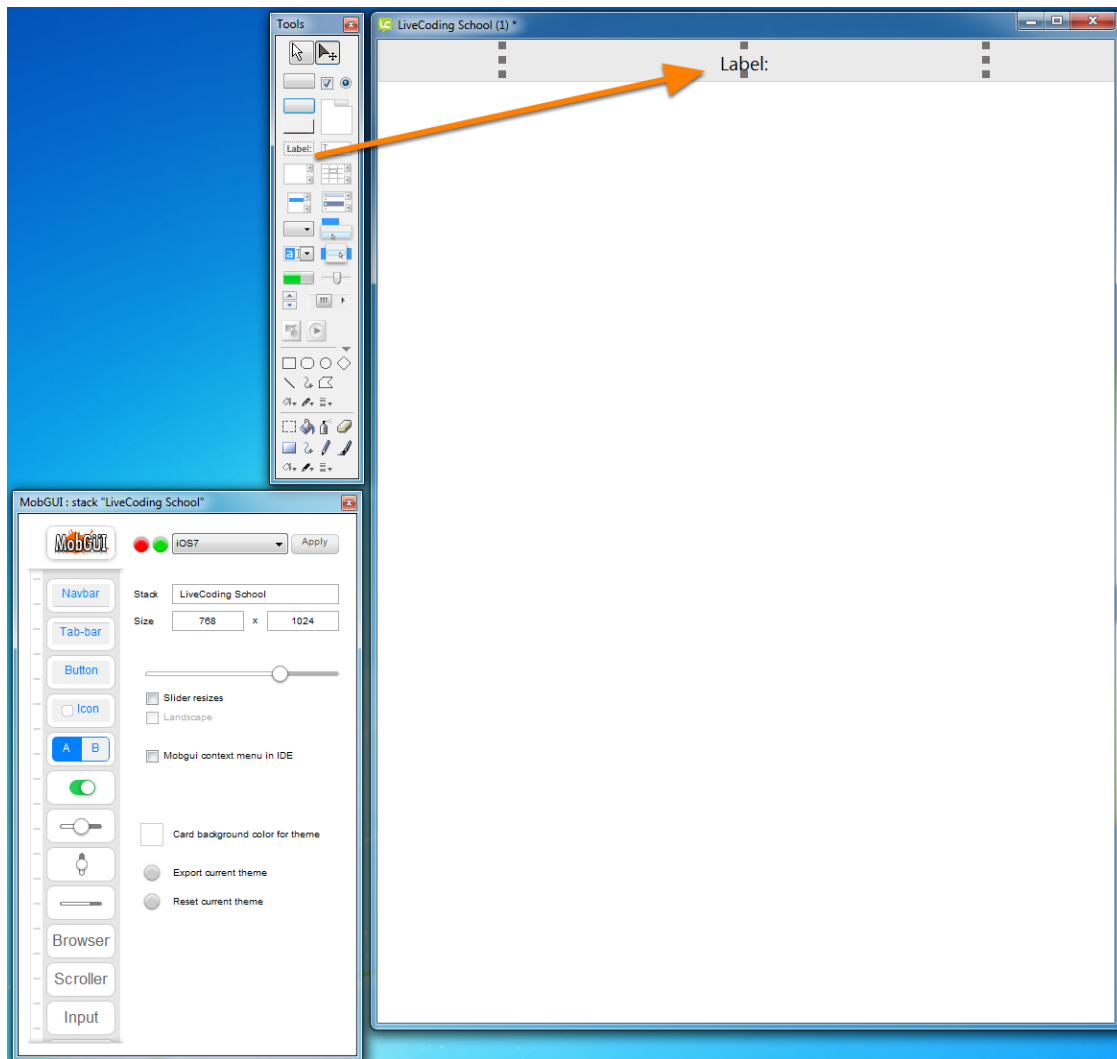 Tools
LiveCoding School (1) *
Label:
Label:
a
MobGUI : stack "LiveCoding School"
MobGUI
iOS7
Apply
Navbar
Stack LiveCoding School
Size 768 x 1024
Tab-bar
Button
Slider resizes
Icon
Landscape
A B
Mobgui context menu in IDE
Card background color for theme
Export current theme
Reset current theme
Browser
Scroller
Input